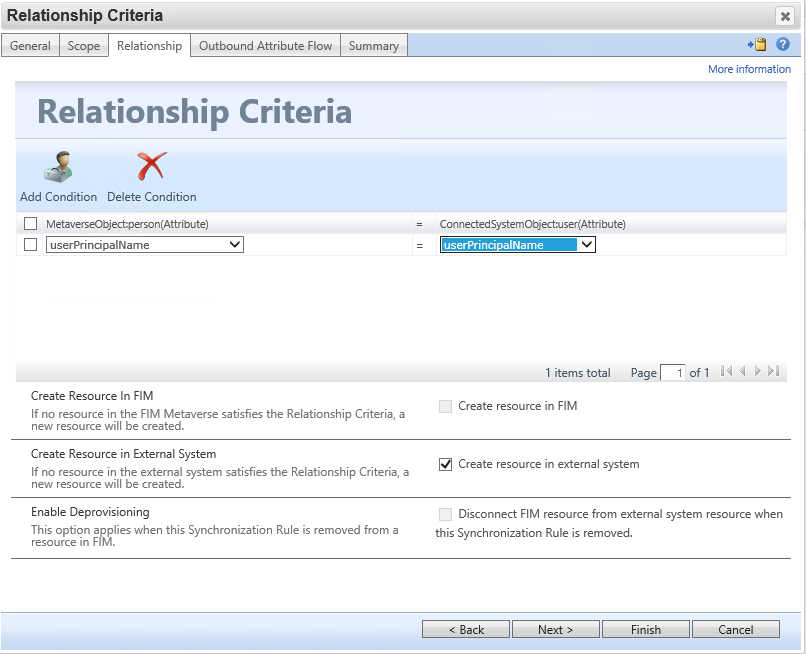 Relationship Criteria
General Scope Relationship Outbound Attribute Flow Summary
More information
Relationship Criteria
Add Condition Delete Condition
MetaverseObject:person(Attribute) = ConnectedSystemObject:user(Attribute)
userPrincipalName = userPrincipalName
1 items total Page 1 of 1
Create Resource In FIM
If no resource in the FIM Metaverse satisfies the Relationship Criteria, a
new resource will be created.
Create resource in FIM
Create Resource in External System
If no resource in the external system satisfies the Relationship Criteria, a
new resource will be created.
Create resource in external system
Enable Deprovisioning
This option applies when this Synchronization Rule is removed from a
resource in FIM.
Disconnect FIM resource from external system resource when
this Synchronization Rule is removed.
< Back Next > Finish Cancel